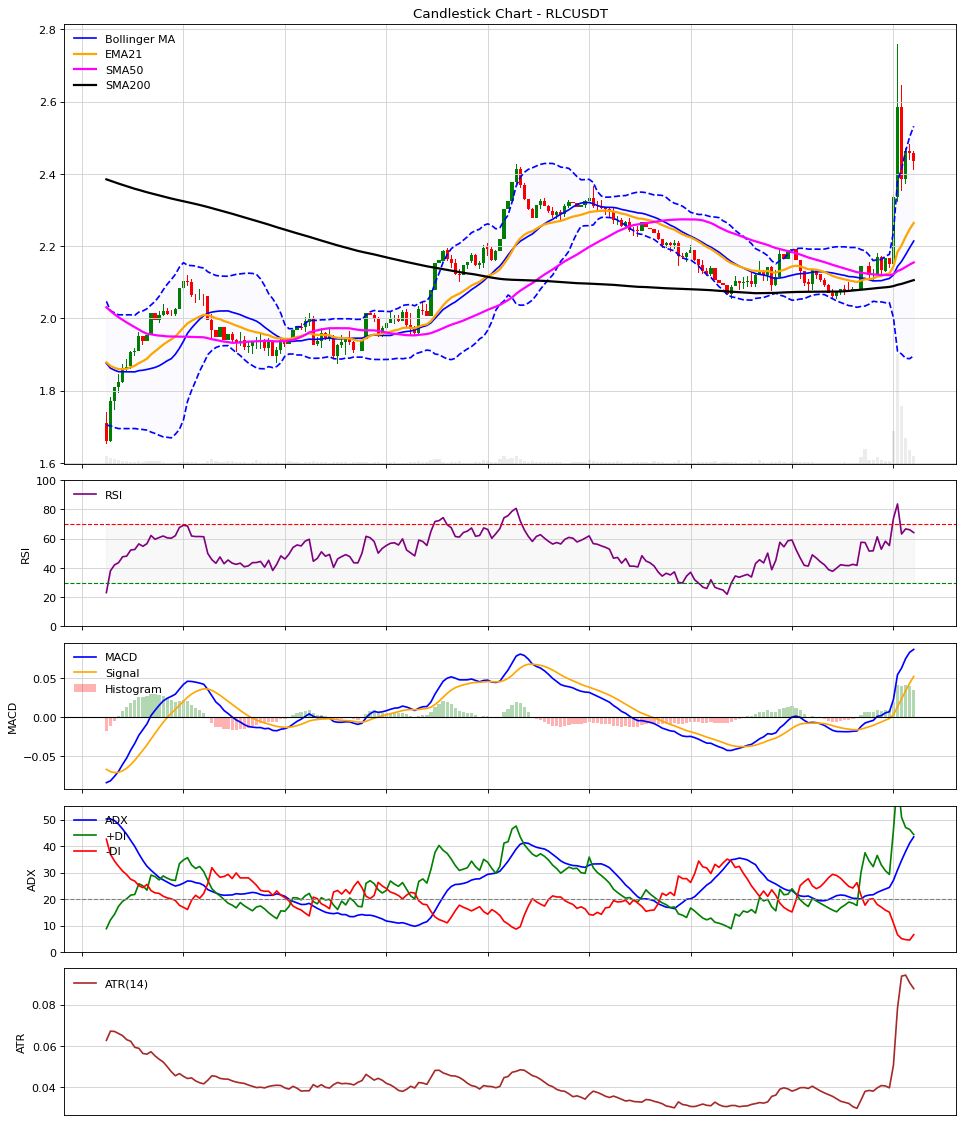 Candlestick Chart - RLCUSDT
2.8
2.6
2.4
2.2
2.0
1.8
1.6
Bollinger MA
EMA21
SMA50
SMA200
100
80
60
40
20
0
RSI
RSI
0.05
0.00
−0.05
MACD
MACD
Signal
Histogram
50
40
30
20
10
0
ADX
ADX
+DI
-DI
0.08
0.06
0.04
ATR
ATR(14)